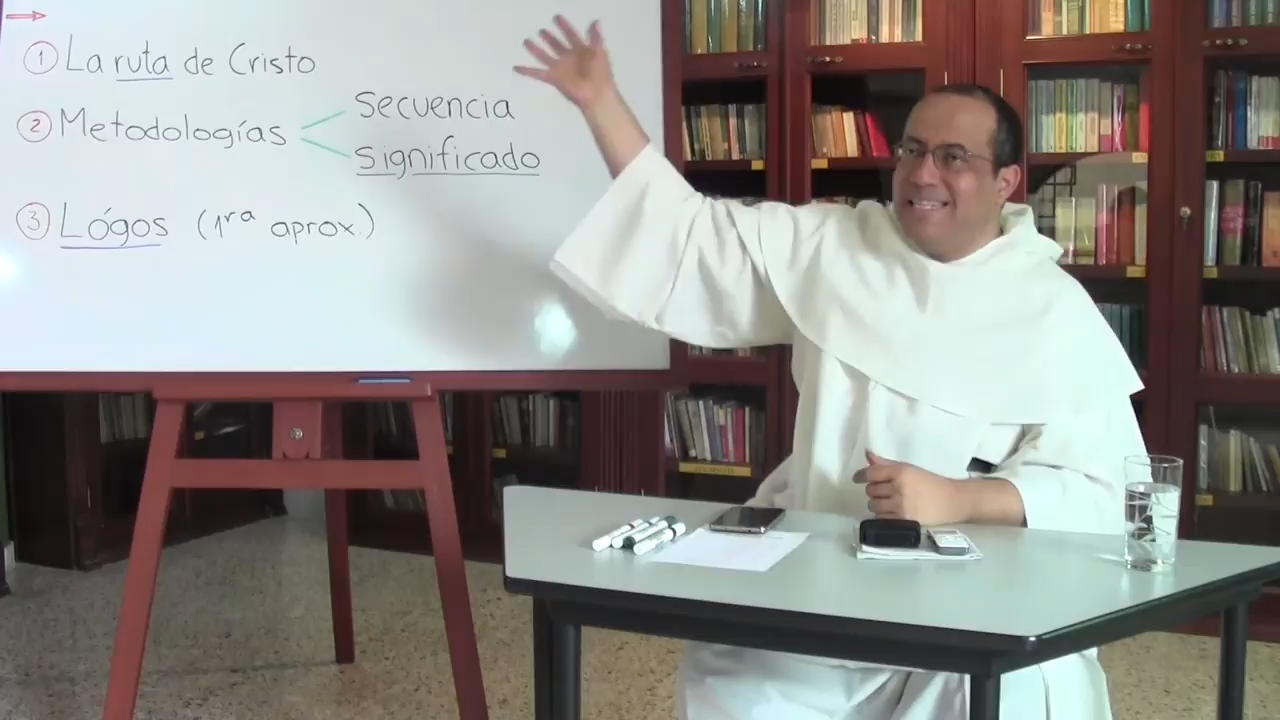 ① La ruta de Cristo
② Metodologías
Secuencia
significado
③ Lógos (1ra aprox.)